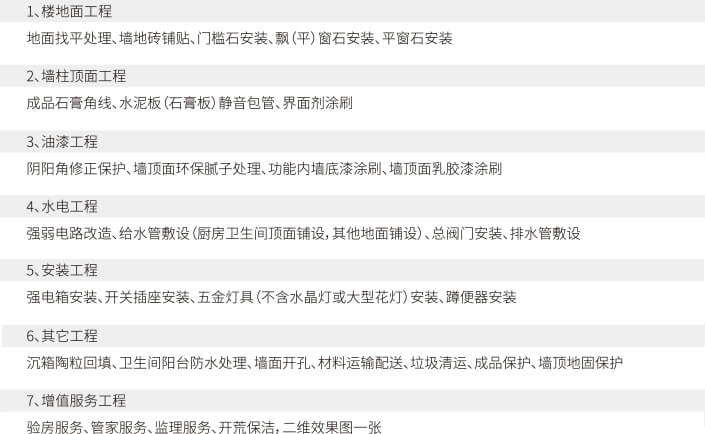 1、楼地面工程
地面找平处理、墙地砖铺贴、门槛石安装、飘（平）窗石安装、平窗石安装
2、墙柱顶面工程
成品石膏角线、水泥板（石膏板）静音包管、界面剂涂刷
3、油漆工程
阴阳角修正保护、墙顶面环保腻子处理、功能内墙底漆涂刷、墙顶面乳胶漆涂刷
4、水电工程
强弱电路改造、给水管敷设（厨房卫生间顶面铺设，其他地面铺设）、总阀门安装、排水管敷设
5、安装工程
强电箱安装、开关插座安装、五金灯具（不含水晶灯或大型花灯）安装、蹲便器安装
6、其它工程
沉箱陶粒回填、卫生间阳台防水处理、墙面开孔、材料运输配送、垃圾清运、成品保护、墙顶地固保护
7、增值服务工程
验房服务、管家服务、监理服务、开荒保洁，二维效果图一张